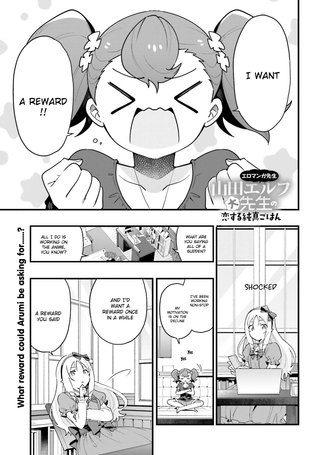 I WANT
A REWARD
!!
エロマンガ先生
山田エルフ
大先生の
恋する純真ごはん
WHAT ARE
YOU SAYING
ALL OF
A SUDDEN?
ALL I DO IS
WORKING
ON THE
ANIME, YOU
KNOW?
SHOCKED
I'VE BEEN
WORKING
NON-STOP
MY
MOTIVATION
IS ON THE
DECLINE
AND I'D
WANT A
REWARD ONCE
IN A WHILE
A REWARD
YOU SAID
What reward could Arumi be asking for......?